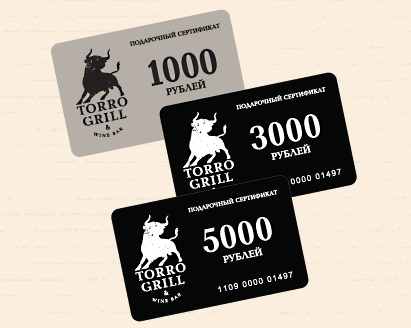 ПОДАРОЧНЫЙ СЕРТИФИКАТ
1000
РУБЛЕЙ
TORRO
GRILL
&
WINE BAR
ПОДАРОЧНЫЙ СЕРТИФИКАТ
3000
РУБЛЕЙ
TORRO
GRILL
0000 01497
ПОДАРОЧНЫЙ СЕРТИФИКАТ
5000
РУБЛЕЙ
TORRO
GRILL
&
WINE BAR
1109 0000 01497